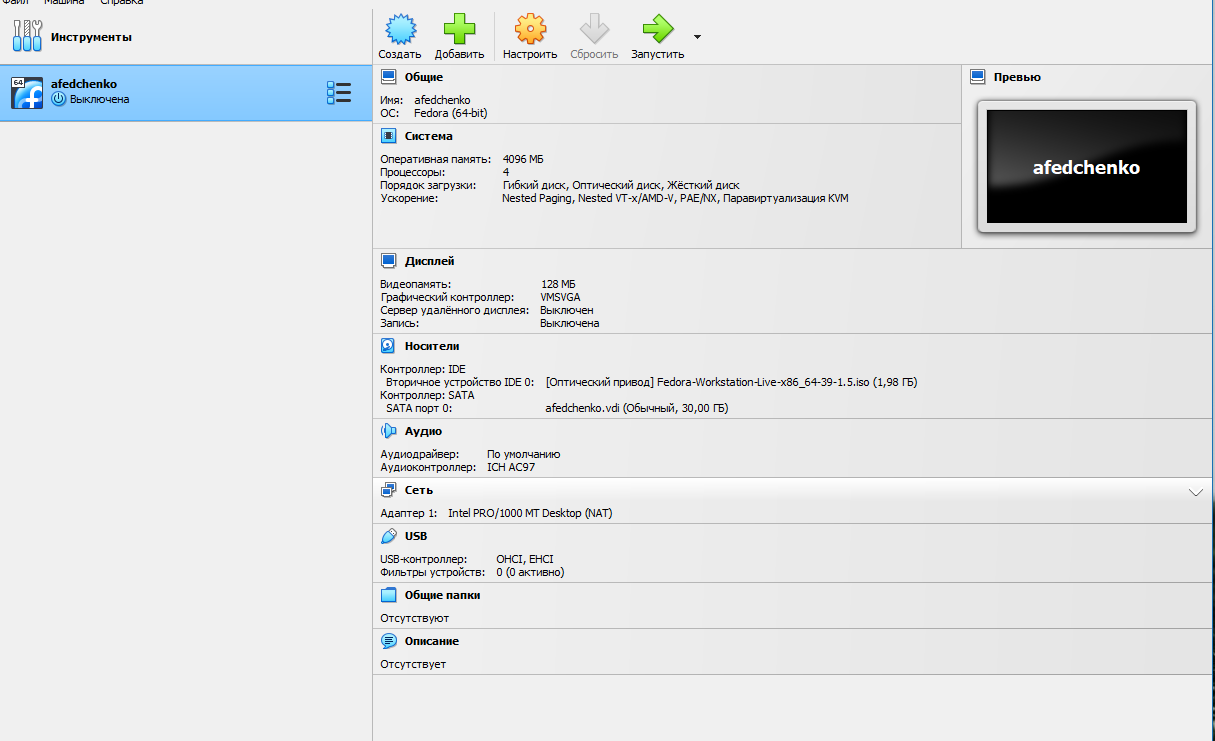 Файл Машина Справка
Инструменты
Создать Добавить Настроить Сбросить Запустить
64
afedchenko
Выключена
Общие
Имя: afedchenko
ОС: Fedora (64-bit)
Превью
afedchenko
Система
Оперативная память: 4096 МБ
Процессоры: 4
Порядок загрузки: Гибкий диск, Оптический диск, Жёсткий диск
Ускорение: Nested Paging, Nested VT-x/AMD-V, PAE/NX, Паравиртуализация KVM
Дисплей
Видеопамять: 128 МБ
Графический контроллер: VMSVGA
Сервер удалённого дисплея: Выключен
Запись: Выключена
Носители
Контроллер: IDE
Вторичное устройство IDE 0: [Оптический привод] Fedora-Workstation-Live-x86_64-39-1.5.iso (1,98 ГБ)
Контроллер: SATA
SATA порт 0: afedchenko.vdi (Обычный, 30,00 ГБ)
Аудио
Аудиодрайвер: По умолчанию
Аудиоконтроллер: ICH AC97
Сеть
Адаптер 1: Intel PRO/1000 MT Desktop (NAT)
USB
USB-контроллер: OHCI, EHCI
Фильтры устройств: 0 (0 активно)
Общие папки
Отсутствуют
Описание
Отсутствует